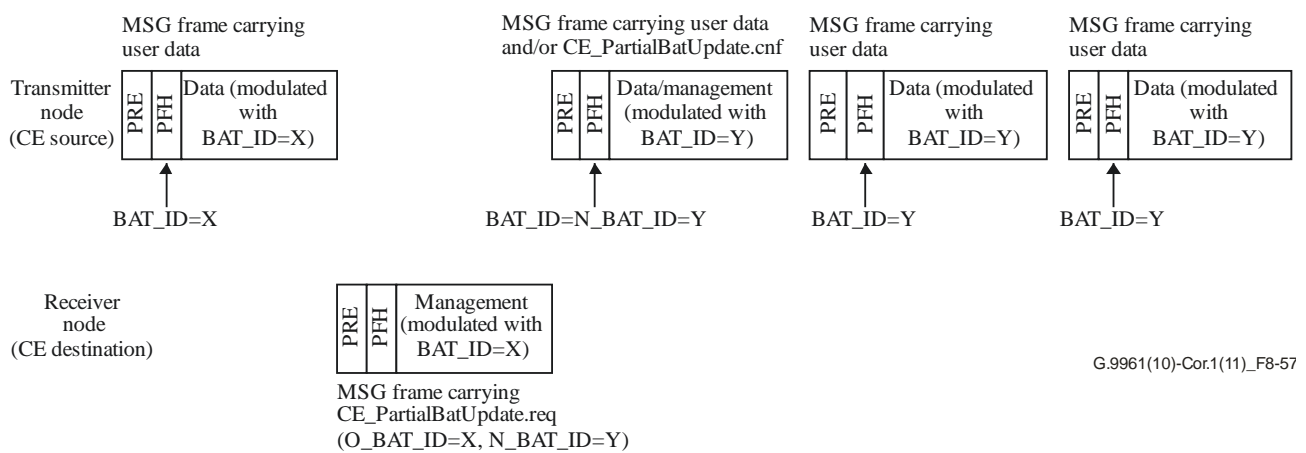 MSG frame carrying
user data
MSG frame carrying user data
and/or CE_PartialBatUpdate.cnf
MSG frame carrying
user data
MSG frame carrying
user data
Transmitter
node
(CE source)
PRE
PFH
Data (modulated
with
BAT_ID=X)
PRE
PFH
Data/management
(modulated with
BAT_ID=Y)
PRE
PFH
Data (modulated
with
BAT_ID=Y)
PRE
PFH
Data (modulated
with
BAT_ID=Y)
BAT_ID=X
BAT_ID=N_BAT_ID=Y
BAT_ID=Y
BAT_ID=Y
Receiver
node
(CE destination)
PRE
PFH
Management
(modulated with
BAT_ID=X)
G.9961(10)-Cor.1(11)_F8-57
MSG frame carrying
CE_PartialBatUpdate.req
(O_BAT_ID=X, N_BAT_ID=Y)